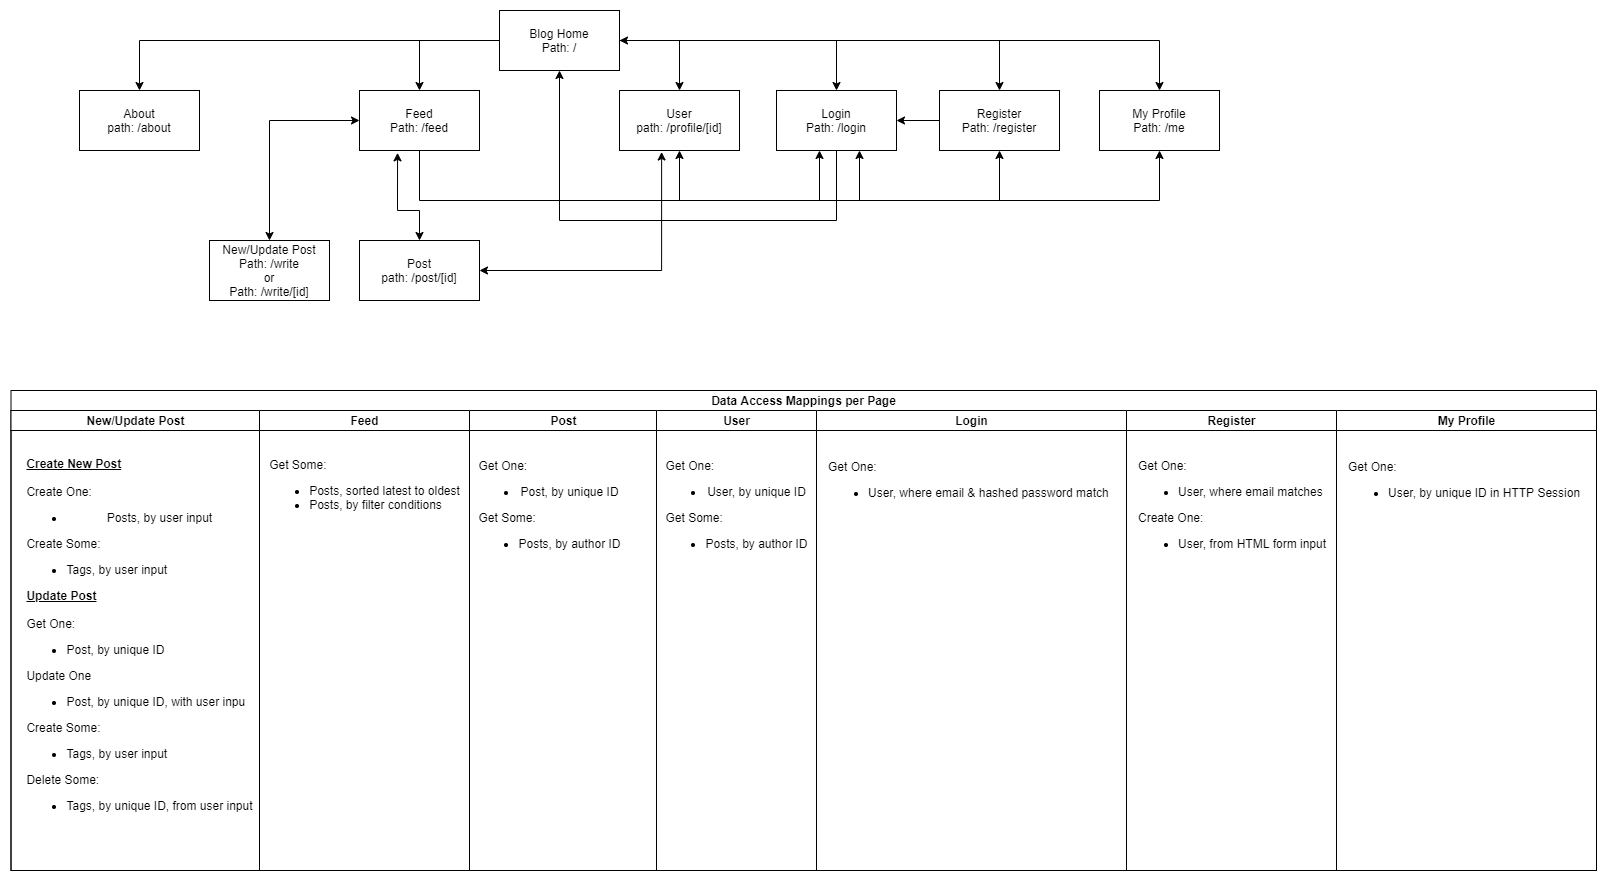 Blog Home
Path: /
About
path: /about
Feed
Path: /feed
User
path: /profile/[id]
Login
Path: /login
Register
Path: /register
My Profile
Path: /me
New/Update Post
Path: /write
or
Path: /write/[id]
Post
path: /post/[id]
Data Access Mappings per Page
New/Update Post
Feed
Post
User
Login
Register
My Profile
Create New Post
Create One:
Posts, by user input
Create Some:
Tags, by user input
Update Post
Get One:
Post, by unique ID
Update One
Post, by unique ID, with user inpu
Create Some:
Tags, by user input
Delete Some:
Tags, by unique ID, from user input
Get Some:
Posts, sorted latest to oldest
Posts, by filter conditions
Get One:
Post, by unique ID
Get Some:
Posts, by author ID
Get One:
User, by unique ID
Get Some:
Posts, by author ID
Get One:
User, where email & hashed password match
Get One:
User, where email matches
Create One:
User, from HTML form input
Get One:
User, by unique ID in HTTP Session